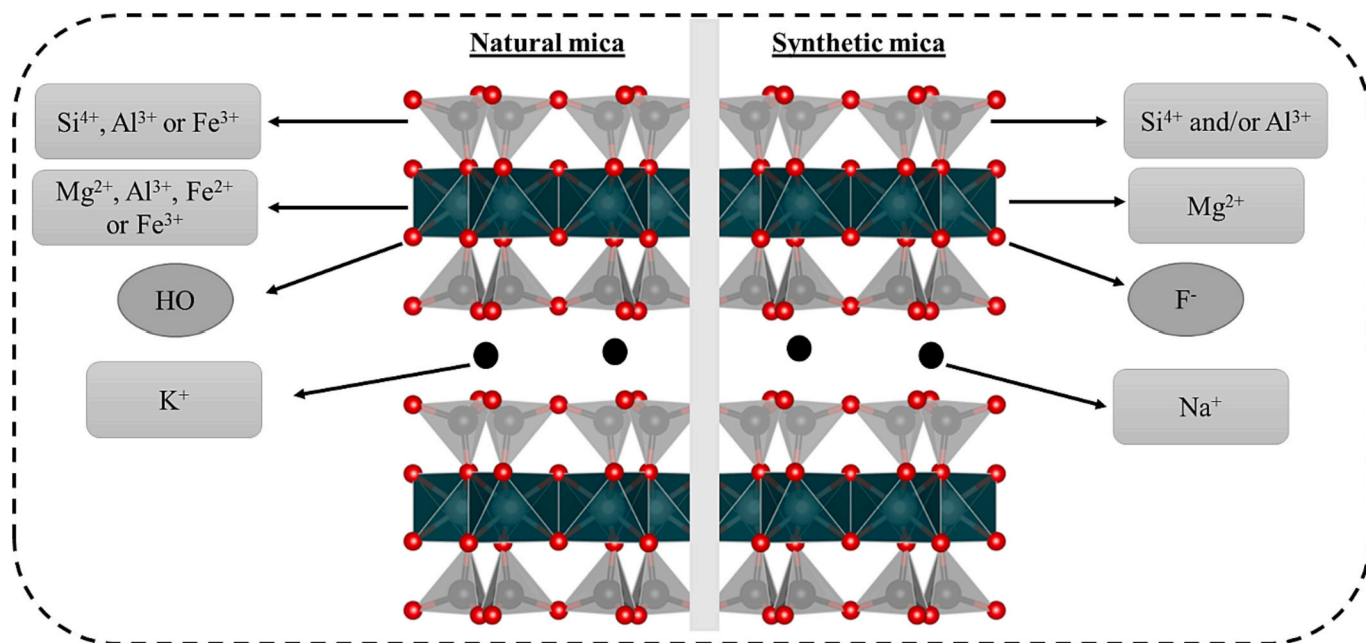 Natural mica
Synthetic mica
Si⁴⁺, Al³⁺ or Fe³⁺
Mg²⁺, Al³⁺, Fe²⁺
or Fe³⁺
HO
K⁺
Si⁴⁺ and/or Al³⁺
Mg²⁺
F⁻
Na⁺